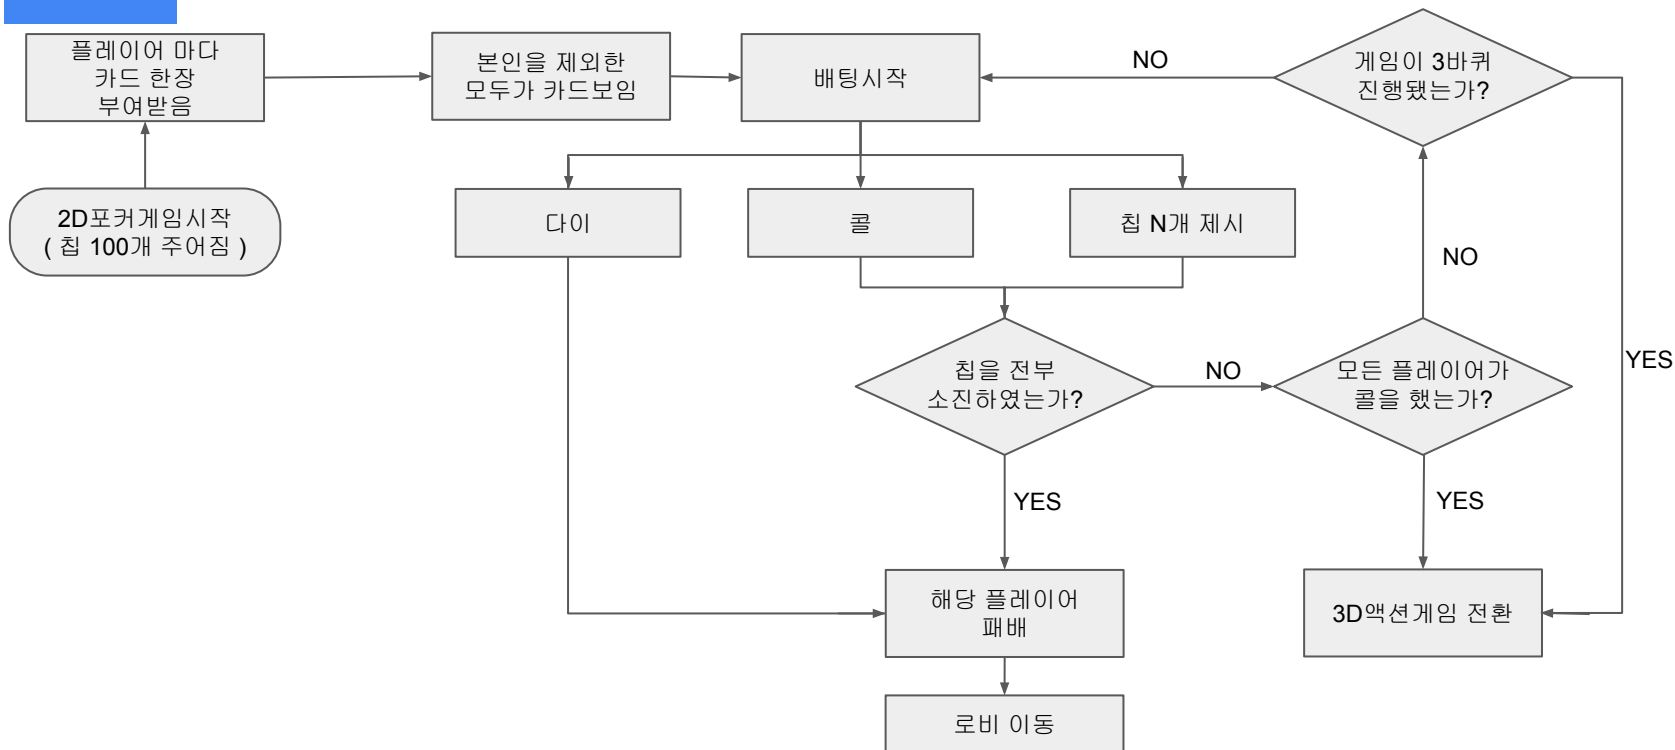 플레이어 마다
카드 한장
부여받음
본인을 제외한
모두가 카드보임
배팅시작
NO
게임이 3바퀴
진행됐는가?
2D포커게임시작
( 칩 100개 주어짐 )
다이
콜
칩 N개 제시
NO
칩을 전부
소진하였는가?
NO
모든 플레이어가
콜을 했는가?
YES
YES
YES
해당 플레이어
패배
3D액션게임 전환
로비 이동